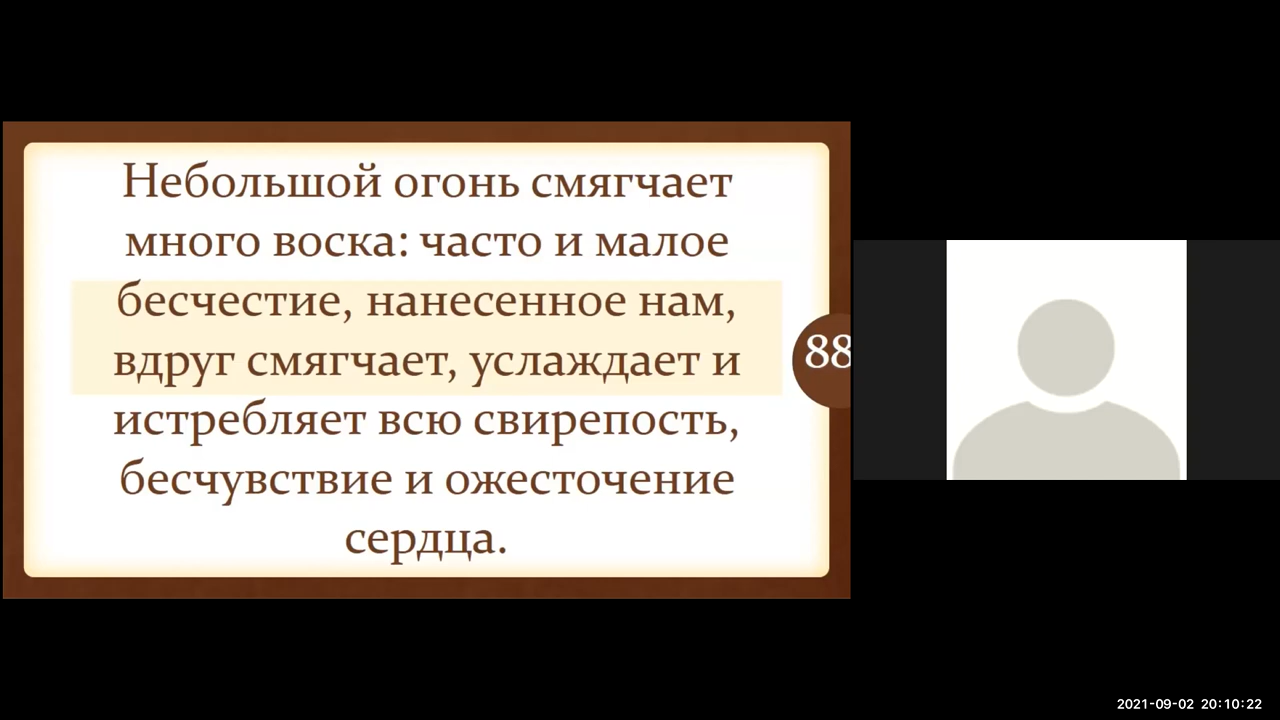 Небольшой огонь смягчает
много воска: часто и малое
бесчестие, нанесенное нам,
вдруг смягчает, услаждает и
истребляет всю свирепость,
бесчувствие и ожесточение
сердца.
88
2021-09-02 20:10:22